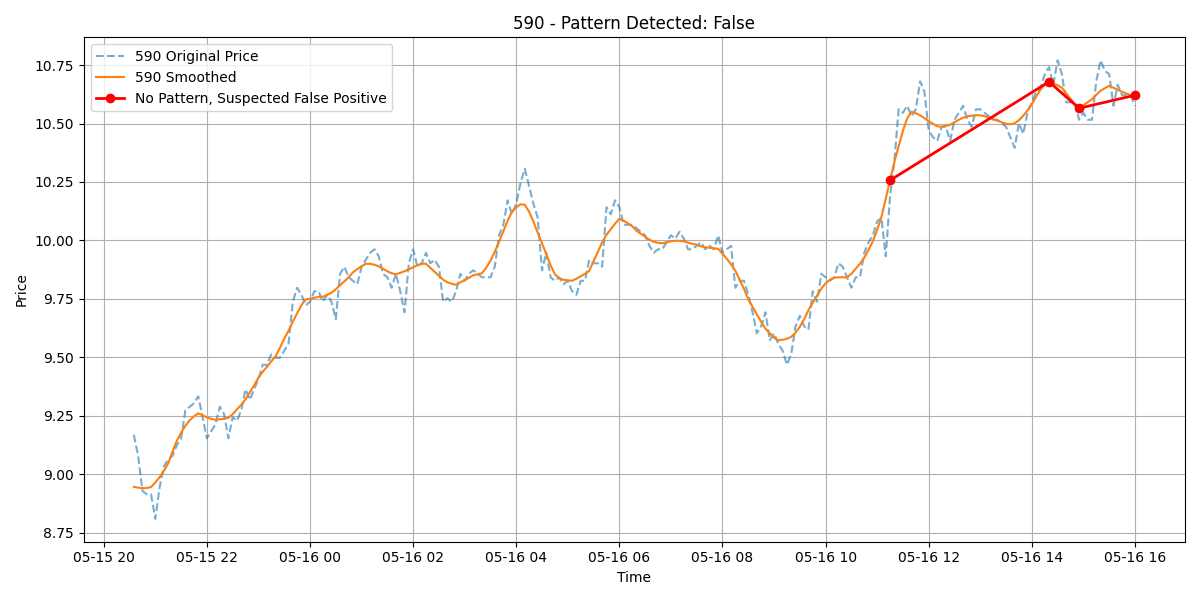 590 - Pattern Detected: False
590 Original Price
590 Smoothed
No Pattern, Suspected False Positive
Price
10.75
10.50
10.25
10.00
9.75
9.50
9.25
9.00
8.75
05-15 20 05-15 22 05-16 00 05-16 02 05-16 04 05-16 06 05-16 08 05-16 10 05-16 12 05-16 14 05-16 16
Time